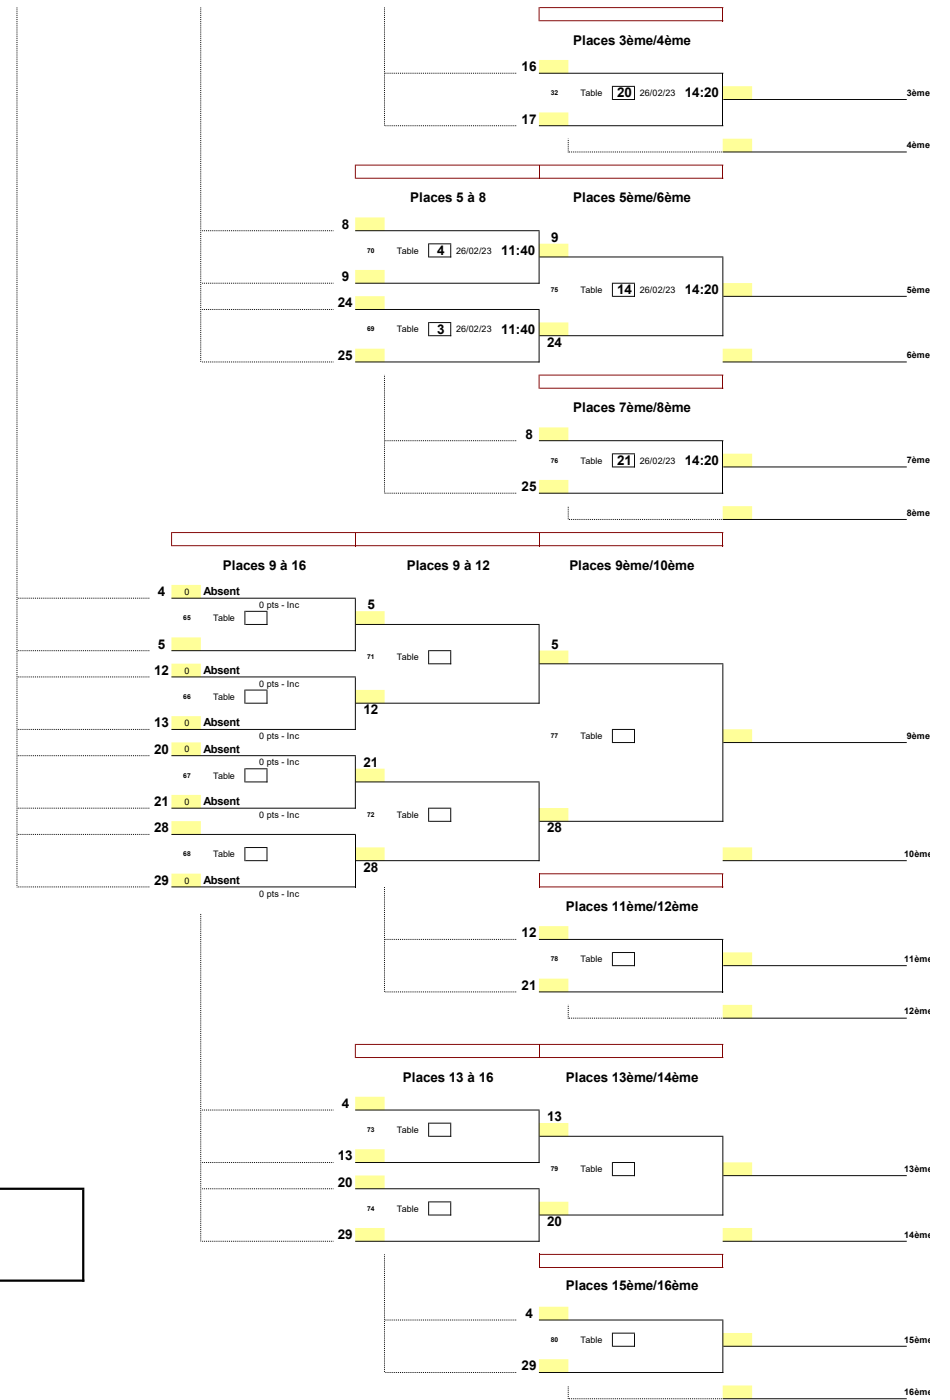 Places 3ème/4ème
16
32 Table 20 26/02/23 14:20
3ème
17
4ème
Places 5 à 8 Places 5ème/6ème
8
9
70 Table 4 26/02/23 11:40
9
75 Table 14 26/02/23 14:20
5ème
24
69 Table 3 26/02/23 11:40
24
25
6ème
Places 7ème/8ème
8
76 Table 21 26/02/23 14:20
7ème
25
8ème
Places 9 à 16 Places 9 à 12 Places 9ème/10ème
4 0 Absent
0 pts - Inc
5
65 Table
5
5
71 Table
12 0 Absent
0 pts - Inc
66 Table
12
13 0 Absent
0 pts - Inc
77 Table
9ème
20 0 Absent
0 pts - Inc
21
67 Table
21 0 Absent
0 pts - Inc
72 Table
28
28
68 Table
10ème
28
29 0 Absent
0 pts - Inc
Places 11ème/12ème
12
78 Table
11ème
21
12ème
Places 13 à 16 Places 13ème/14ème
4
13
73 Table
13
79 Table
13ème
20
74 Table
20
29
14ème
Places 15ème/16ème
4
80 Table
15ème
29
16ème